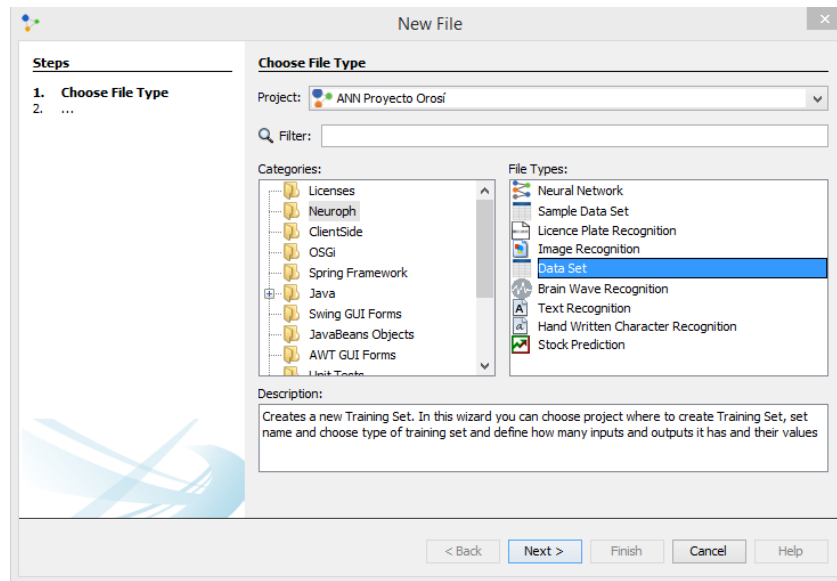 New File
Steps
1. Choose File Type
2. ...
Choose File Type
Project: ANN Proyecto Orosí
Filter:
Categories:
Licenses
Neuroph
ClientSide
OSGi
Spring Framework
Java
Swing GUI Forms
JavaBeans Objects
AWT GUI Forms
Unit Tests
File Types:
Neural Network
Sample Data Set
Licence Plate Recognition
Image Recognition
Data Set
Brain Wave Recognition
Text Recognition
Hand Written Character Recognition
Stock Prediction
Description:
Creates a new Training Set. In this wizard you can choose project where to create Training Set, set
name and choose type of training set and define how many inputs and outputs it has and their values
< Back Next > Finish Cancel Help